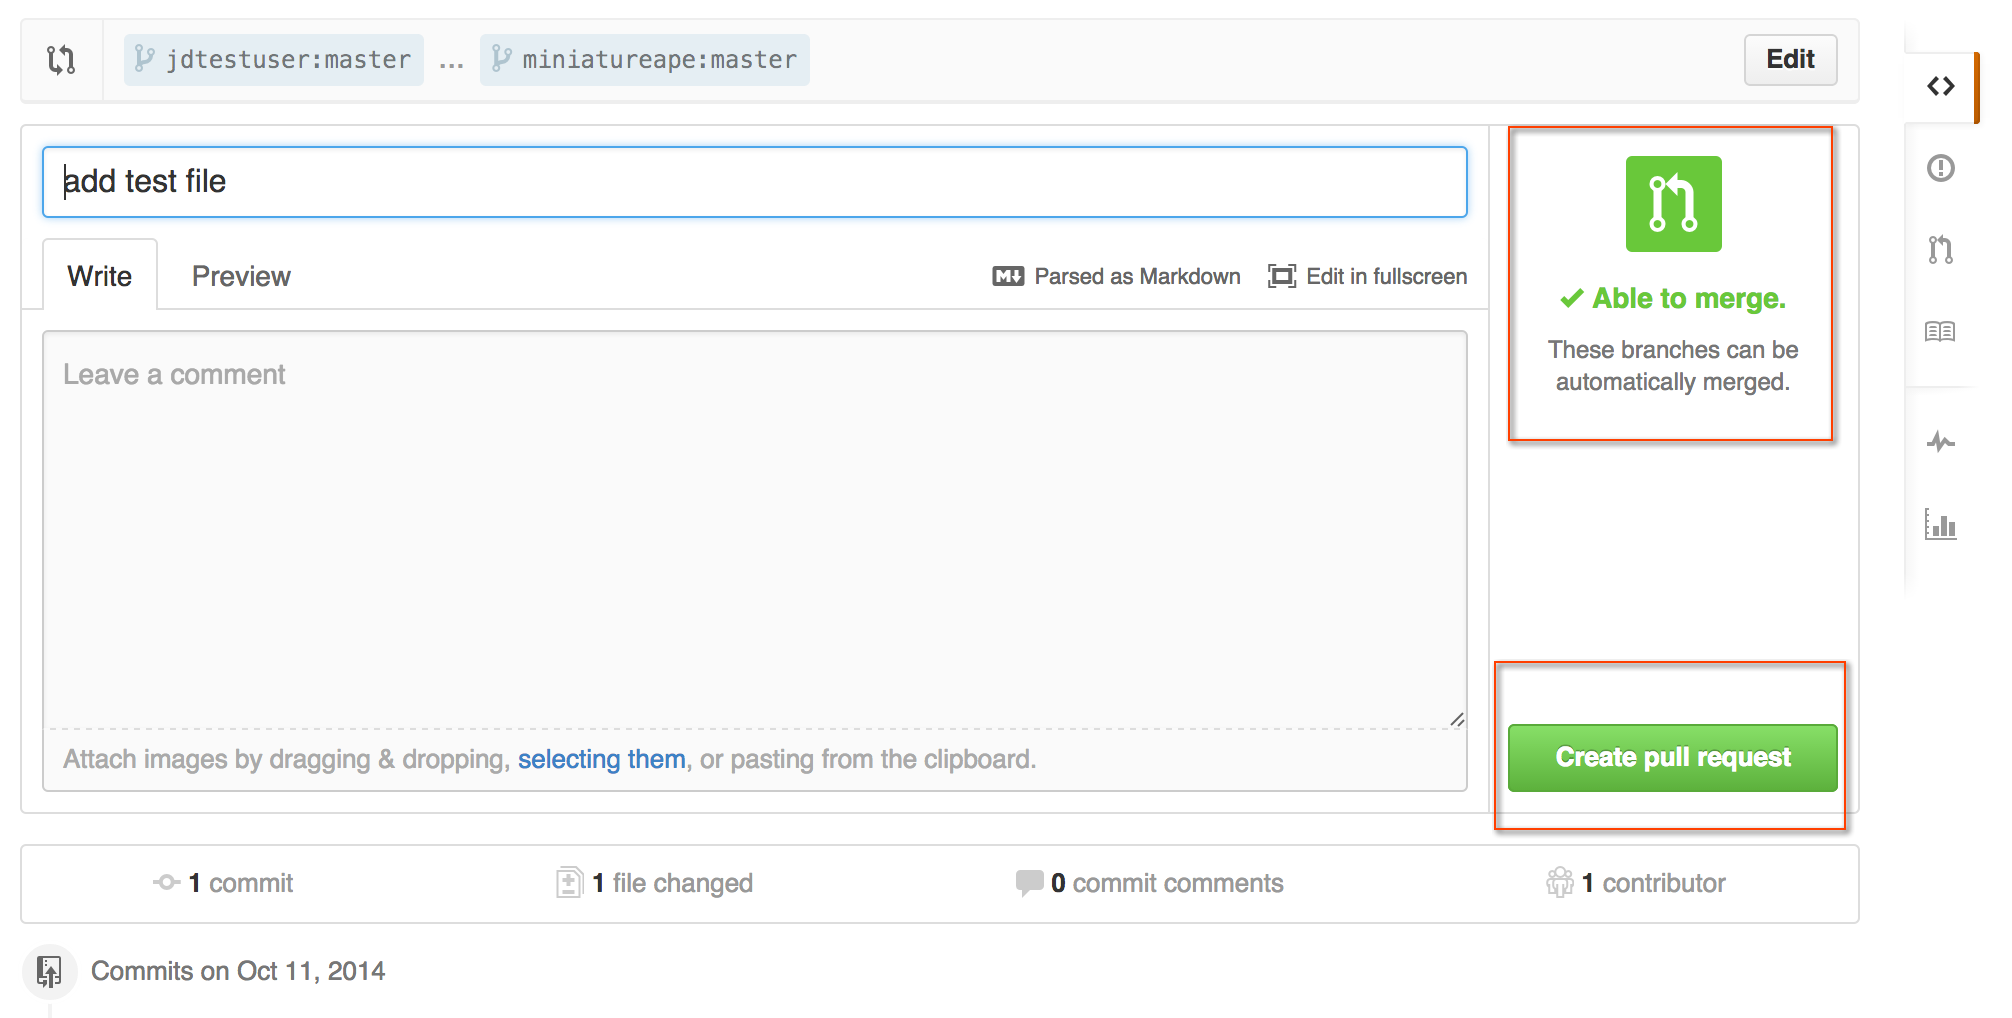 jdtestuser:master ... miniatureape:master Edit
add test file
Write Preview Parsed as Markdown Edit in fullscreen
Able to merge.
These branches can be
automatically merged.
Leave a comment
Attach images by dragging & dropping, selecting them, or pasting from the clipboard.
Create pull request
1 commit 1 file changed 0 commit comments 1 contributor
Commits on Oct 11, 2014